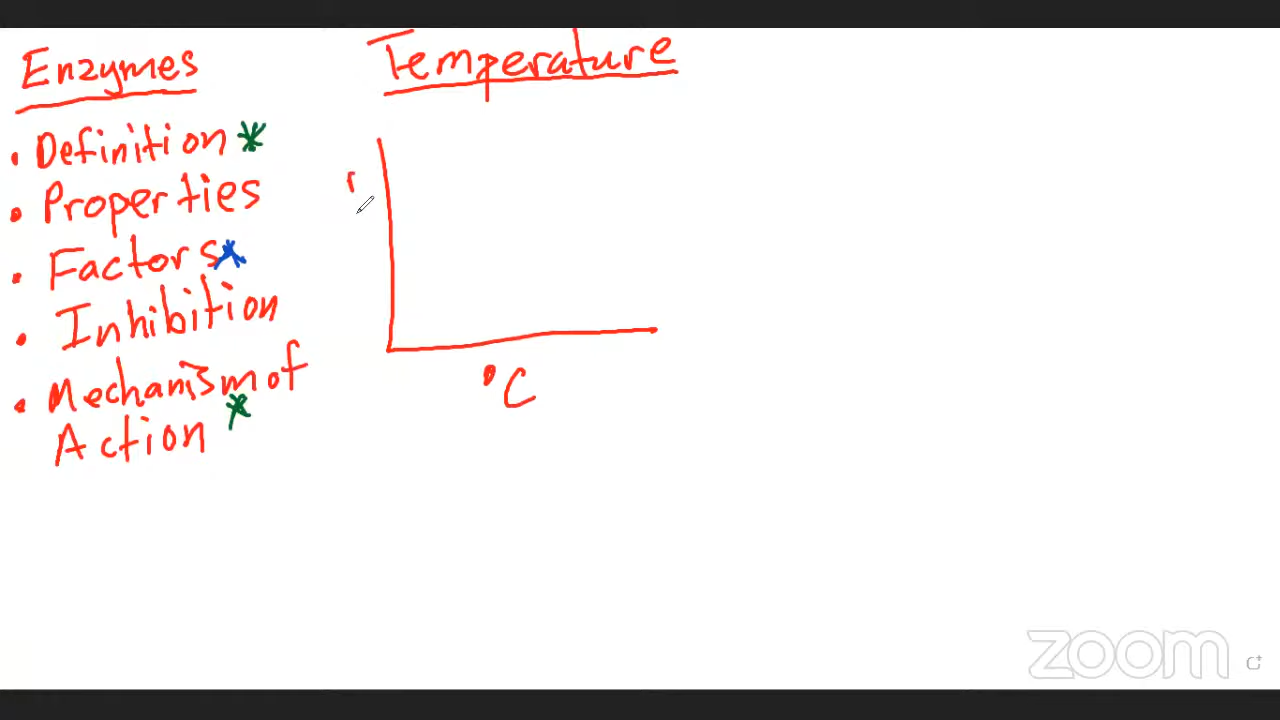 Enzymes
• Definition *
• Properties
• Factors *
• Inhibition
• Mechanism of
Action *
Temperature
r
°C
zoom